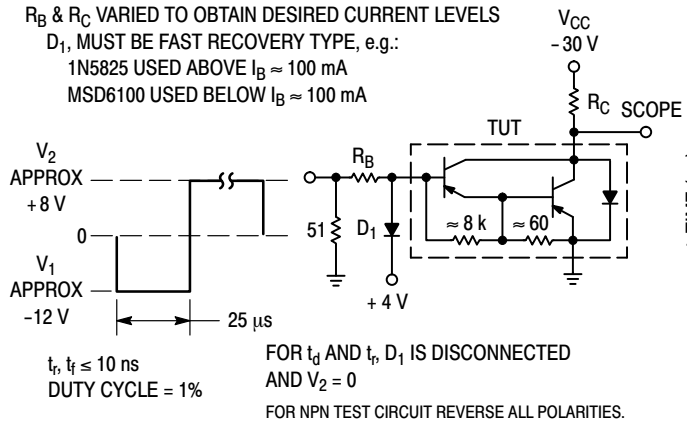 R_B & R_C VARIED TO OBTAIN DESIRED CURRENT LEVELS
D_1, MUST BE FAST RECOVERY TYPE, e.g.:
1N5825 USED ABOVE I_B ≈ 100 mA
MSD6100 USED BELOW I_B ≈ 100 mA
V_CC
- 30 V
R_C
SCOPE
TUT
V_2
APPROX
+8 V
0
V_1
APPROX
-12 V
25 μs
R_B
51
D_1
≈ 8 k
≈ 60
+ 4 V
t_r, t_f ≤ 10 ns
DUTY CYCLE = 1%
FOR t_d AND t_r, D_1 IS DISCONNECTED
AND V_2 = 0
FOR NPN TEST CIRCUIT REVERSE ALL POLARITIES.